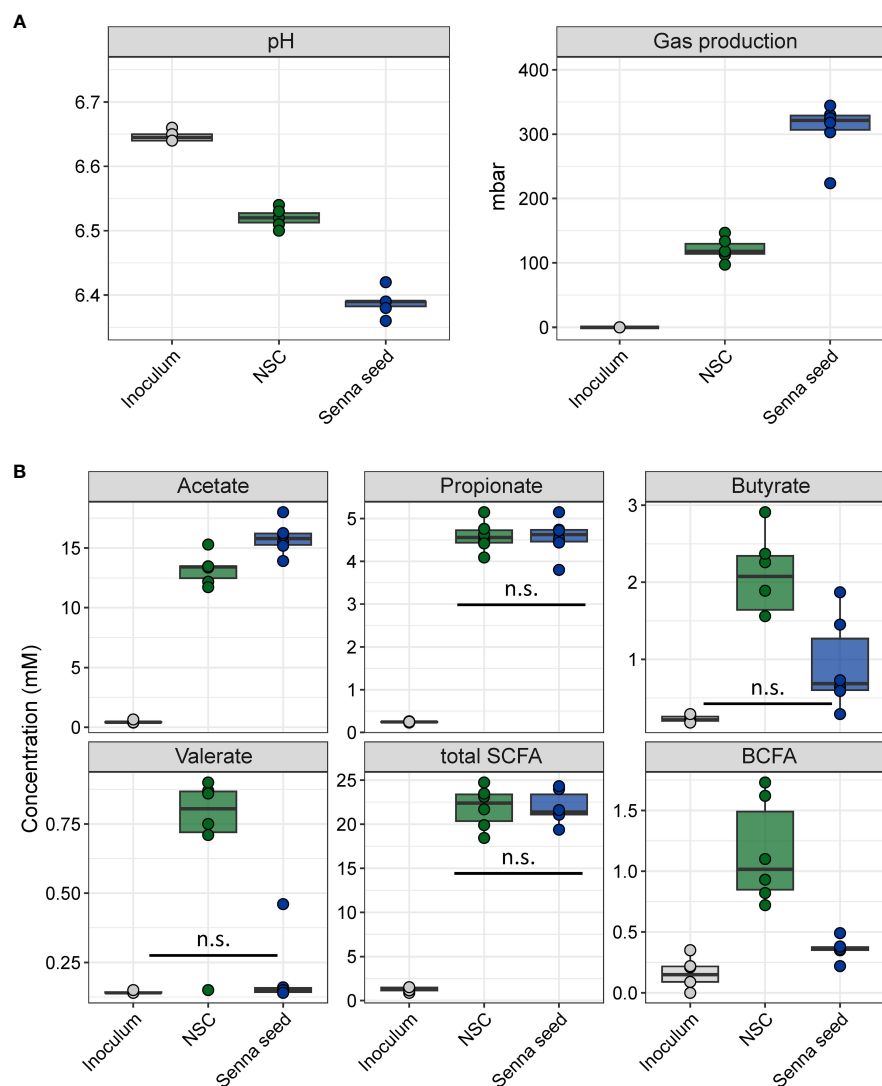 A
pH
Gas production
6.7
6.6
6.5
6.4
mbar
400
300
200
100
0
Inoculum
NSC
Senna seed
Inoculum
NSC
Senna seed
B
Concentration (mM)
Acetate
Propionate
Butyrate
15
10
5
0
5
4
3
2
1
0
n.s.
3
2
1
n.s.
Valerate
total SCFA
BCFA
0.75
0.50
0.25
n.s.
25
22
15
12
5
2
0
n.s.
1.5
1.0
0.5
0.0
Inoculum
NSC
Senna seed
Inoculum
NSC
Senna seed
Inoculum
NSC
Senna seed